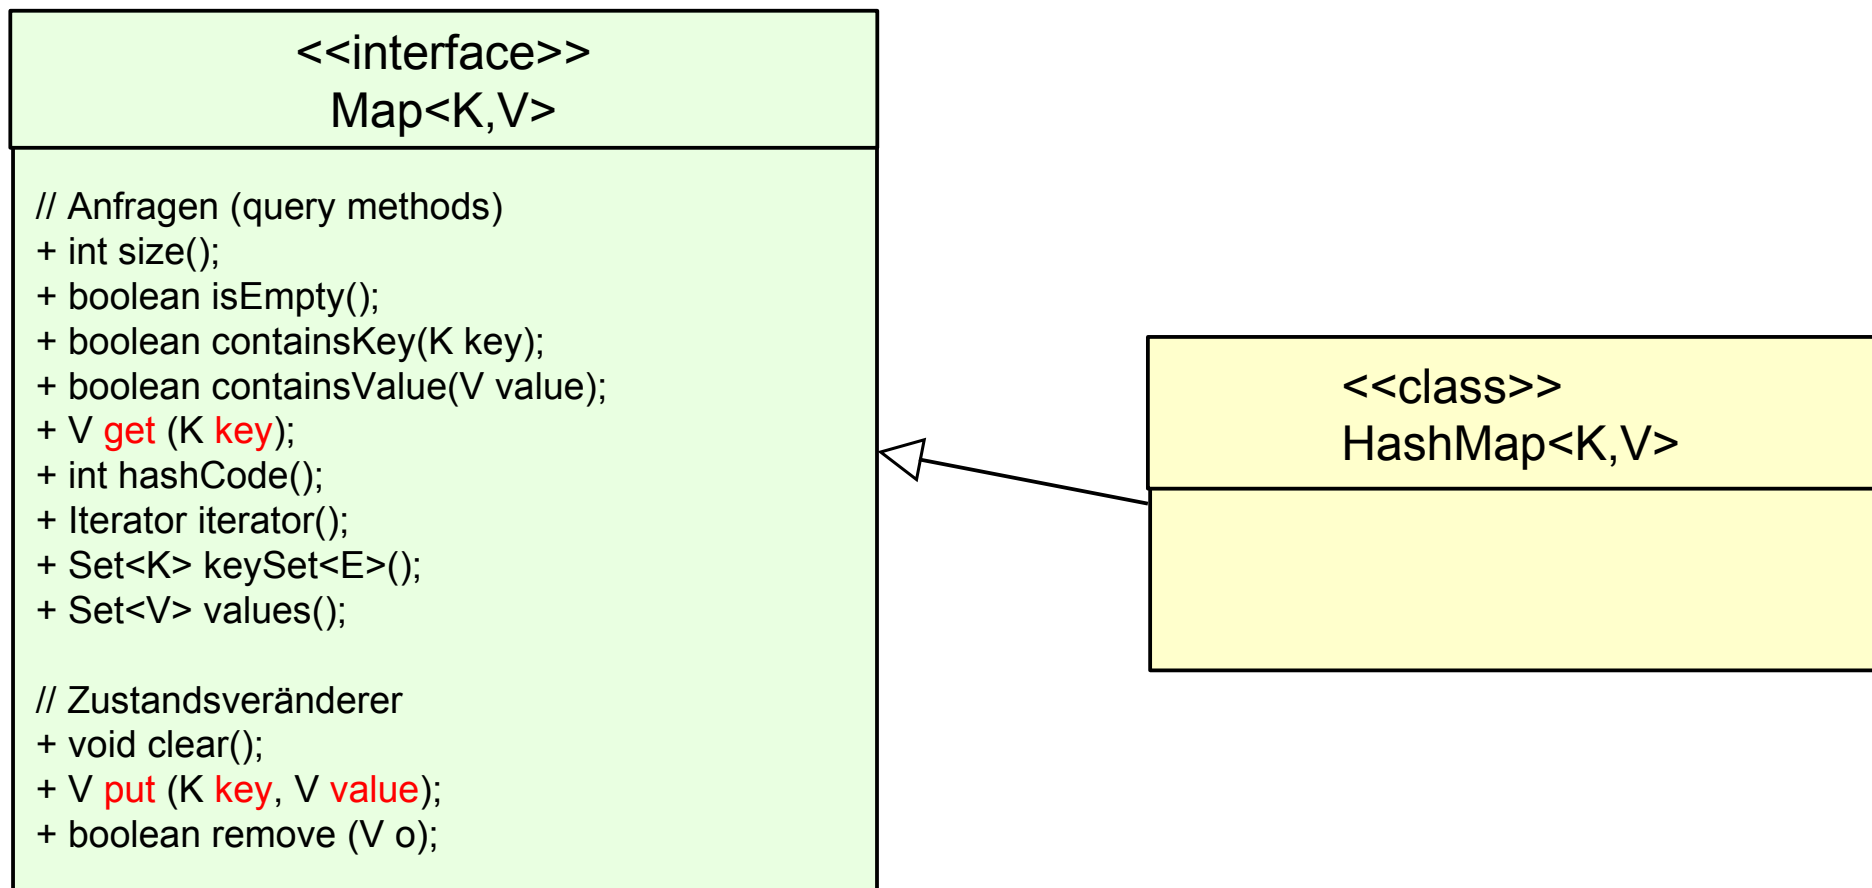 <<interface>>
Map<K,V>
// Anfragen (query methods)
+ int size();
+ boolean isEmpty();
+ boolean containsKey(K key);
+ boolean containsValue(V value);
+ V get (K key);
+ int hashCode();
+ Iterator iterator();
+ Set<K> keySet<E>();
+ Set<V> values();
// Zustandsveränderer
+ void clear();
+ V put (K key, V value);
+ boolean remove (V o);
<<class>>
HashMap<K,V>